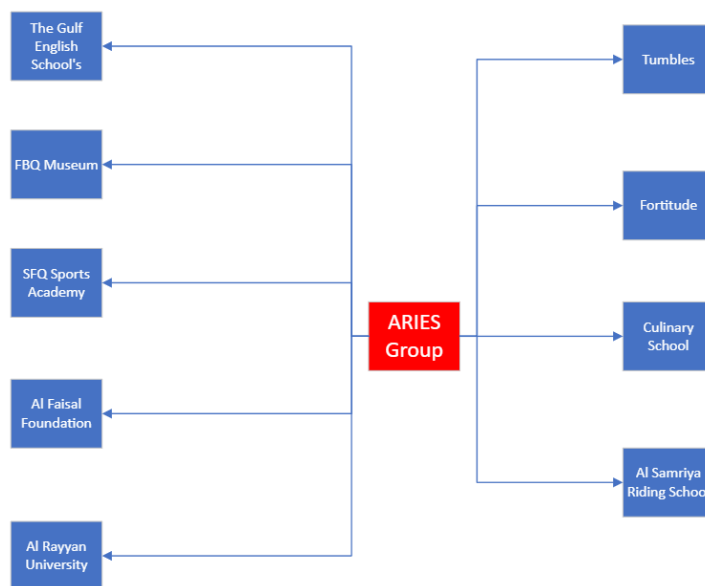 The Gulf
English
School's
FBQ Museum
SFQ Sports
Academy
Al Faisal
Foundation
Al Rayyan
University
ARIES
Group
Tumbles
Fortitude
Culinary
School
Al Samriya
Riding School